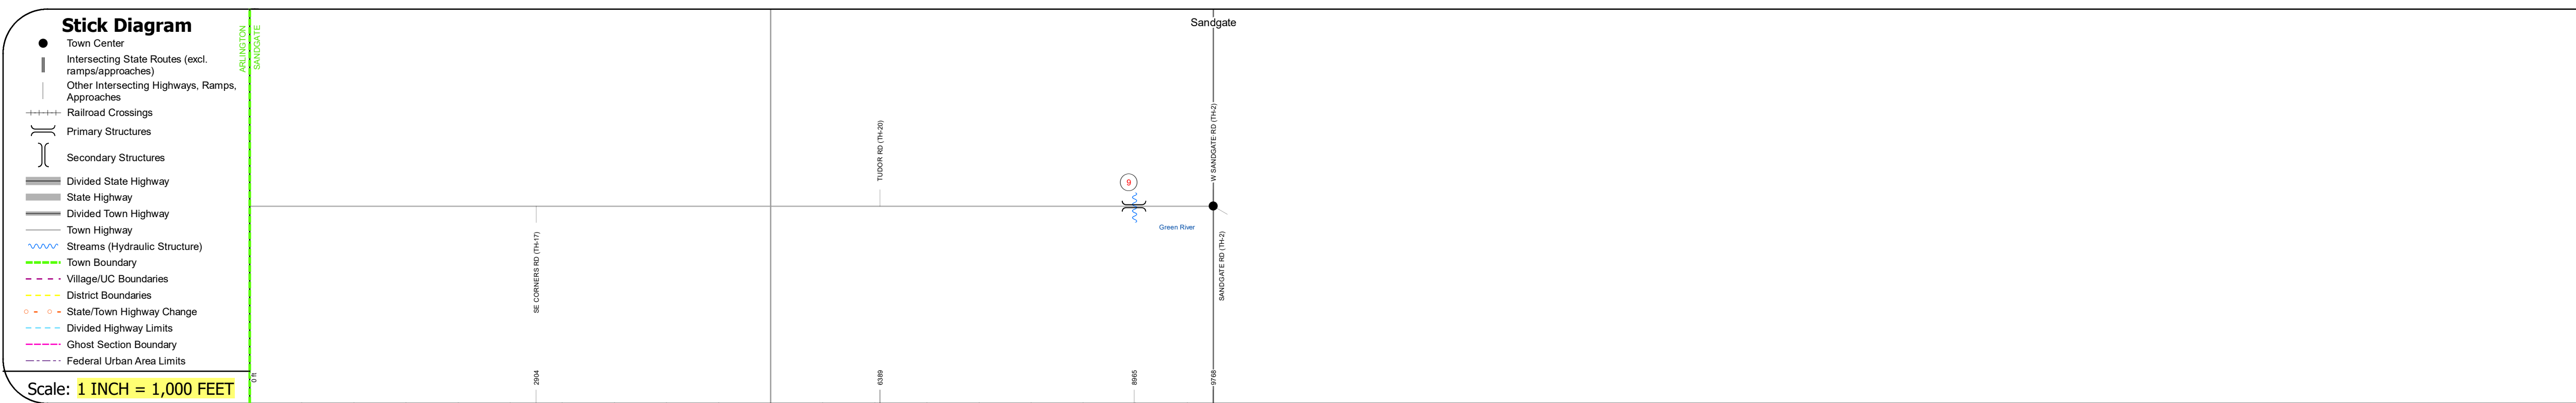 Stick Diagram
Town Center
Intersecting State Routes (excl.
ramps/approaches)
Other Intersecting Highways, Ramps,
Approaches
Railroad Crossings
Primary Structures
Secondary Structures
Divided State Highway
State Highway
Divided Town Highway
Town Highway
Streams (Hydraulic Structure)
Town Boundary
Village/UC Boundaries
District Boundaries
State/Town Highway Change
Divided Highway Limits
Ghost Section Boundary
Federal Urban Area Limits
Scale: 1 INCH = 1,000 FEET
ARLINGTON
SANDGATE
0 ft
SE CORNERS RD (TH-17)
2904
TUDOR RD (TH-20)
6389
9
Green River
8965
Sandgate
W SANDGATE RD (TH-2)
SANDGATE RD (TH-2)
9768